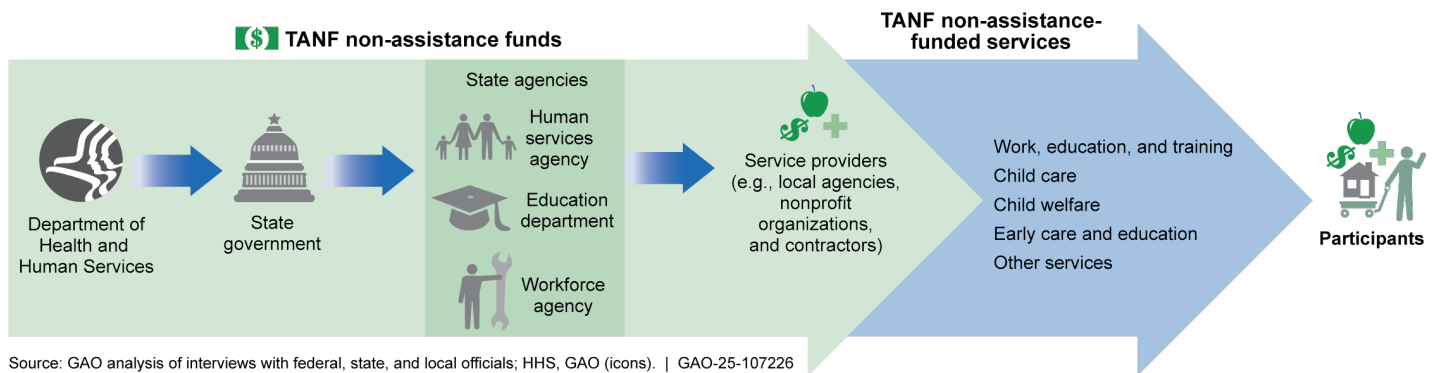 TANF non-assistance funds
TANF non-assistance-
funded services
Department of
Health and
Human Services
State
government
State agencies
Human
services
agency
Education
department
Workforce
agency
Service providers
(e.g., local agencies,
nonprofit
organizations,
and contractors)
Work, education, and training
Child care
Child welfare
Early care and education
Other services
Participants
Source: GAO analysis of interviews with federal, state, and local officials; HHS, GAO (icons).  |  GAO-25-107226